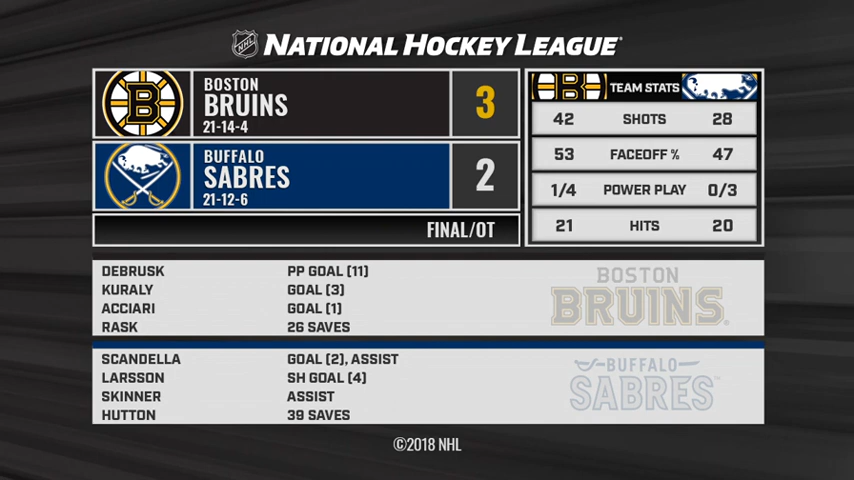 NHL
NATIONAL HOCKEY LEAGUE
BOSTON
BRUINS
21-14-4
3
BUFFALO
SABRES
21-12-6
2
FINAL/OT
B TEAM STATS
42 SHOTS 28
53 FACEOFF % 47
1/4 POWER PLAY 0/3
21 HITS 20
DEBRUSK PP GOAL (11)
KURALY GOAL (3)
ACCIARI GOAL (1)
RASK 26 SAVES
BOSTON
BRUINS
SCANDELLA GOAL (2), ASSIST
LARSSON SH GOAL (4)
SKINNER ASSIST
HUTTON 39 SAVES
BUFFALO
SABRES
©2018 NHL